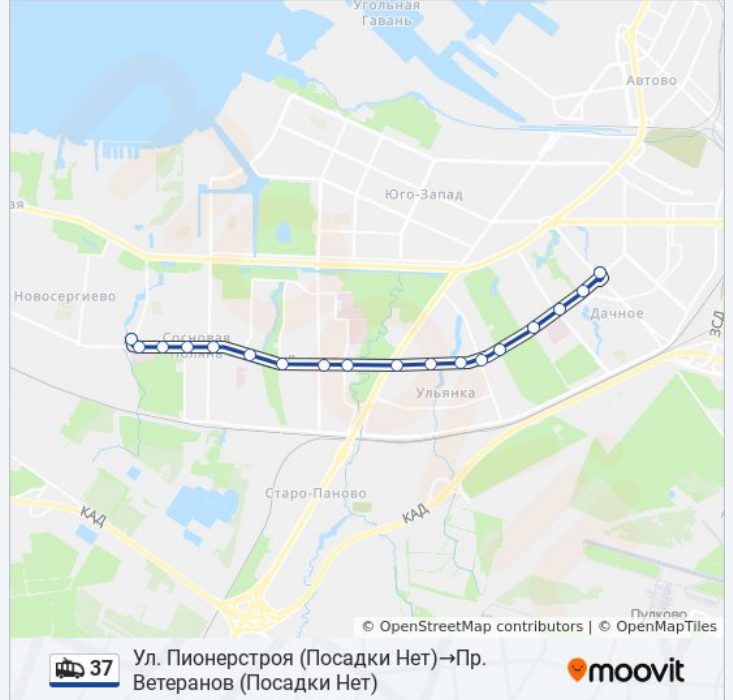 Угольная
Гавань
Автово
Юго-Запад
ая
Новосергиево
Дачное
ЗСД
Сосновая
Поляна
Ульянка
Старо-Паново
КАД
КАД
Пулково
© OpenStreetMap contributors | © OpenMapTiles
37 Ул. Пионерстроя (Посадки Нет)→Пр.
Ветеранов (Посадки Нет)
moovit